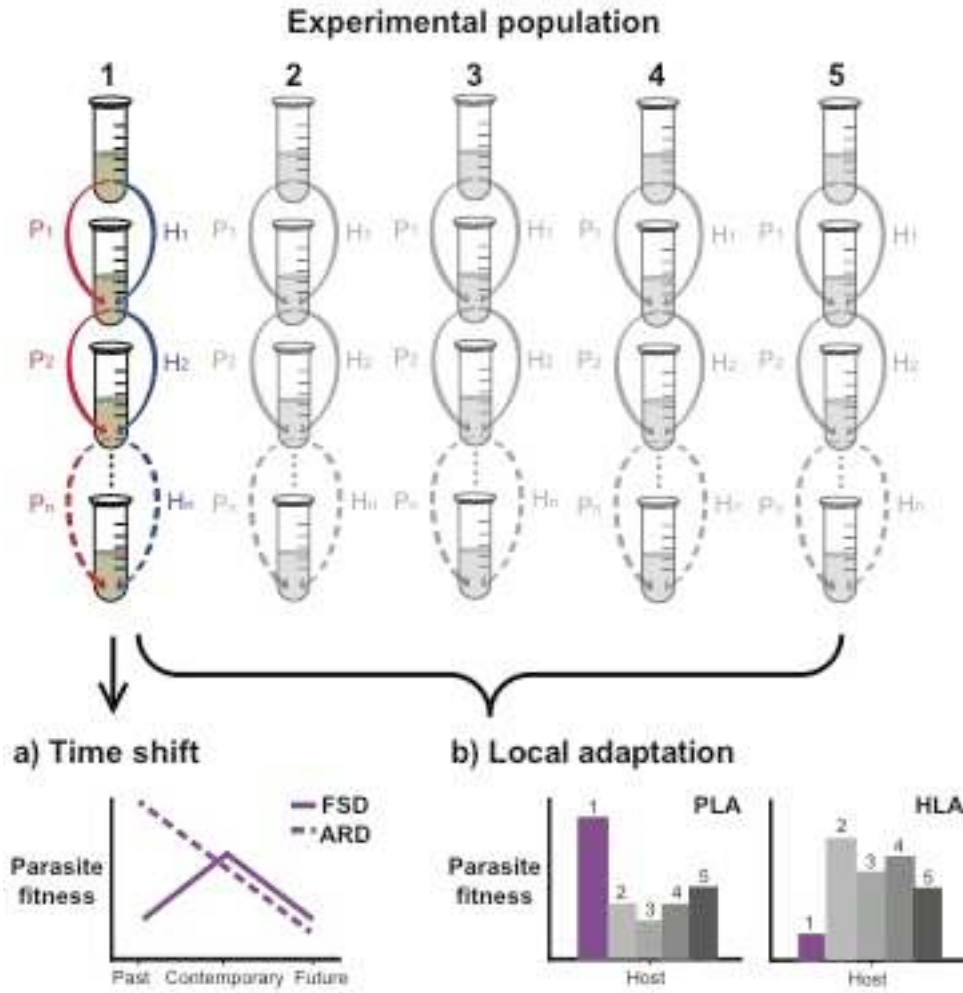 Experimental population
1 2 3 4 5
P1 H1 P1 H1 P1 H1 P1 H1 P1 H1
P2 H2 P2 H2 P2 H2 P2 H2 P2 H2
Pn Hn Pn Hn Pn Hn Pn Hn Pn Hn
a) Time shift
FSD
ARD
Parasite
fitness
Past Contemporary Future
b) Local adaptation
PLA
Parasite
fitness
1 2 3 4 5
Host
HLA
1 2 3 4 5
Host